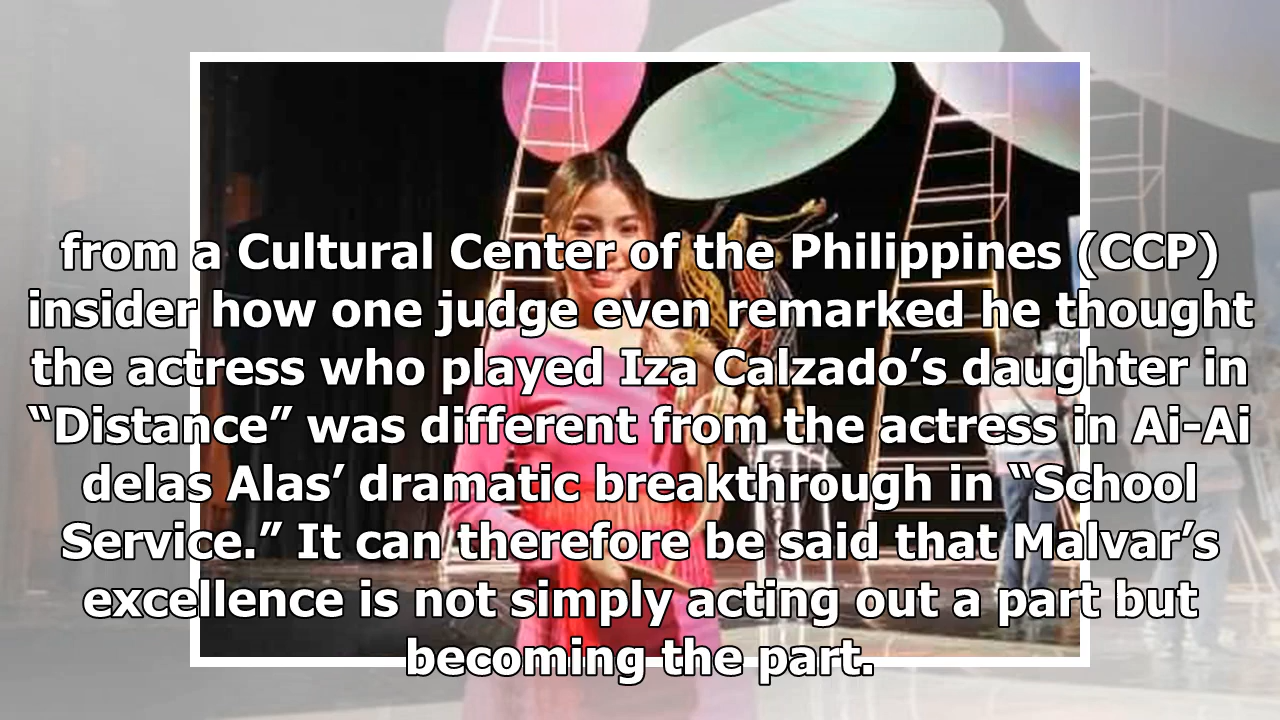 from a Cultural Center of the Philippines (CCP)
insider how one judge even remarked he thought
the actress who played Iza Calzado’s daughter in
“Distance” was different from the actress in Ai-Ai
delas Alas’ dramatic breakthrough in “School
Service.” It can therefore be said that Malvar’s
excellence is not simply acting out a part but
becoming the part.